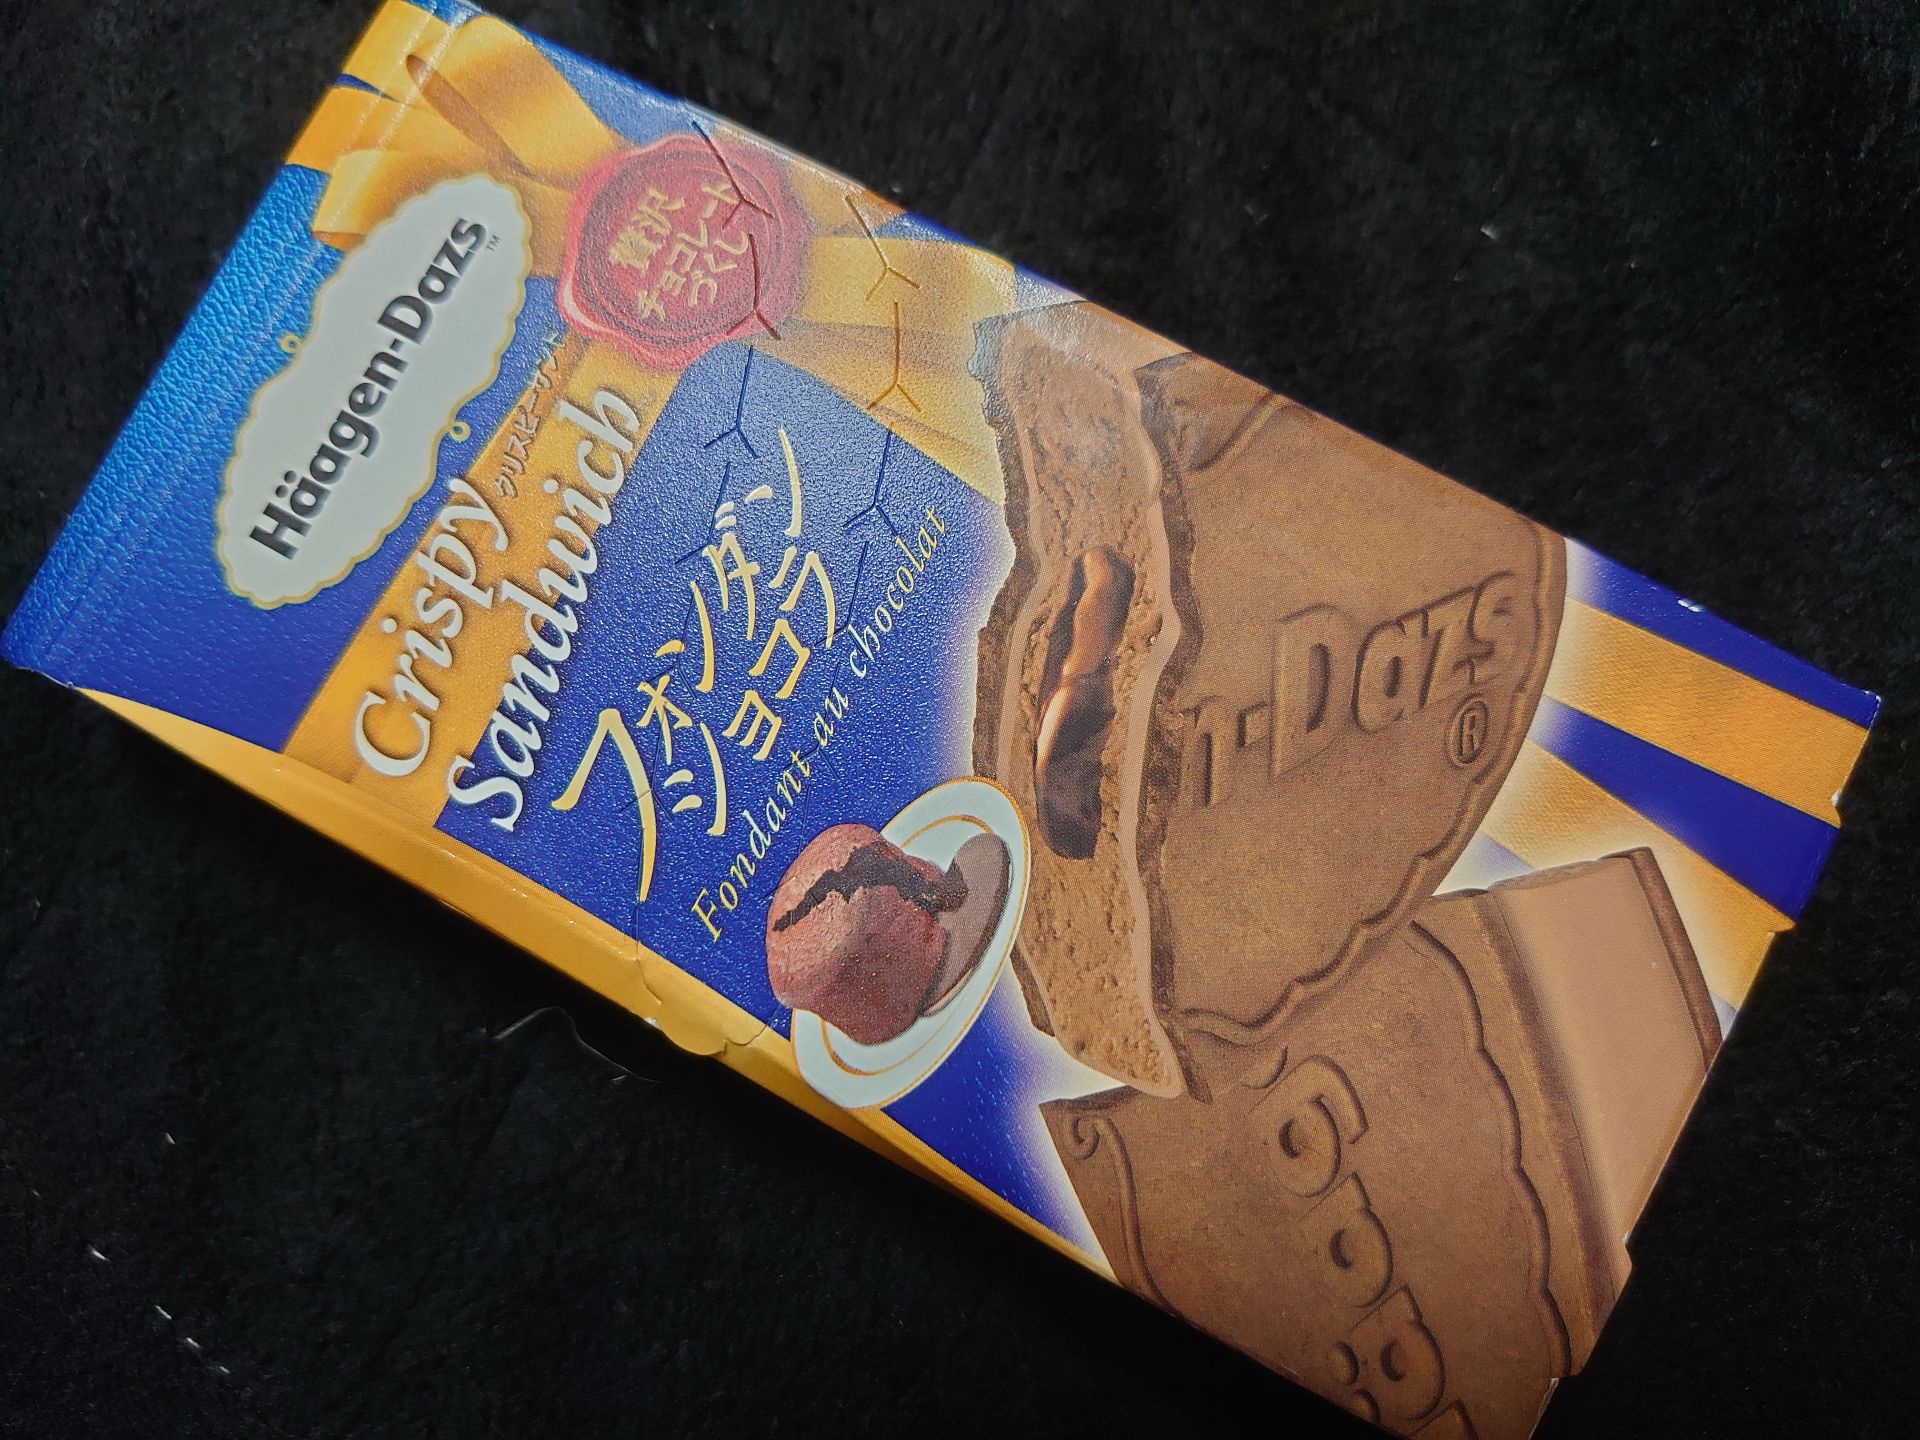 Häagen-Dazs™
贅沢
チョコレート
づくし
クリスピーサンド
Crispy
Sandwich
フォンダン
ショコラ
Fondant au chocolat
n-Dazs®